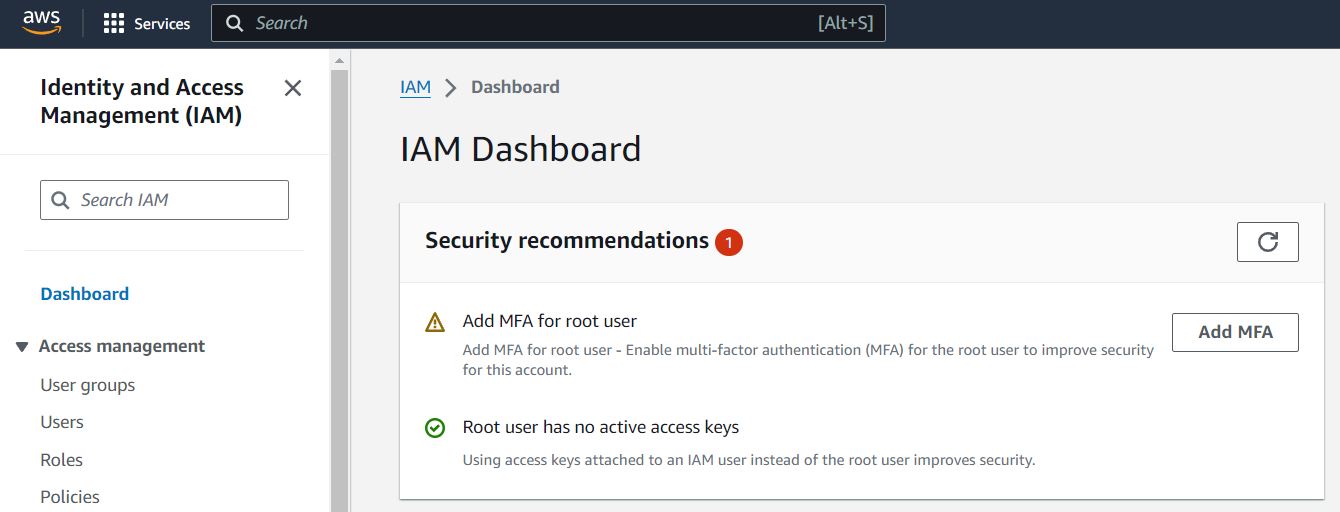 aws
Services
Search
[Alt+S]
Identity and Access
Management (IAM)
Search IAM
Dashboard
Access management
User groups
Users
Roles
Policies
IAM > Dashboard
IAM Dashboard
Security recommendations 1
Add MFA for root user
Add MFA for root user - Enable multi-factor authentication (MFA) for the root user to improve security
for this account.
Add MFA
Root user has no active access keys
Using access keys attached to an IAM user instead of the root user improves security.